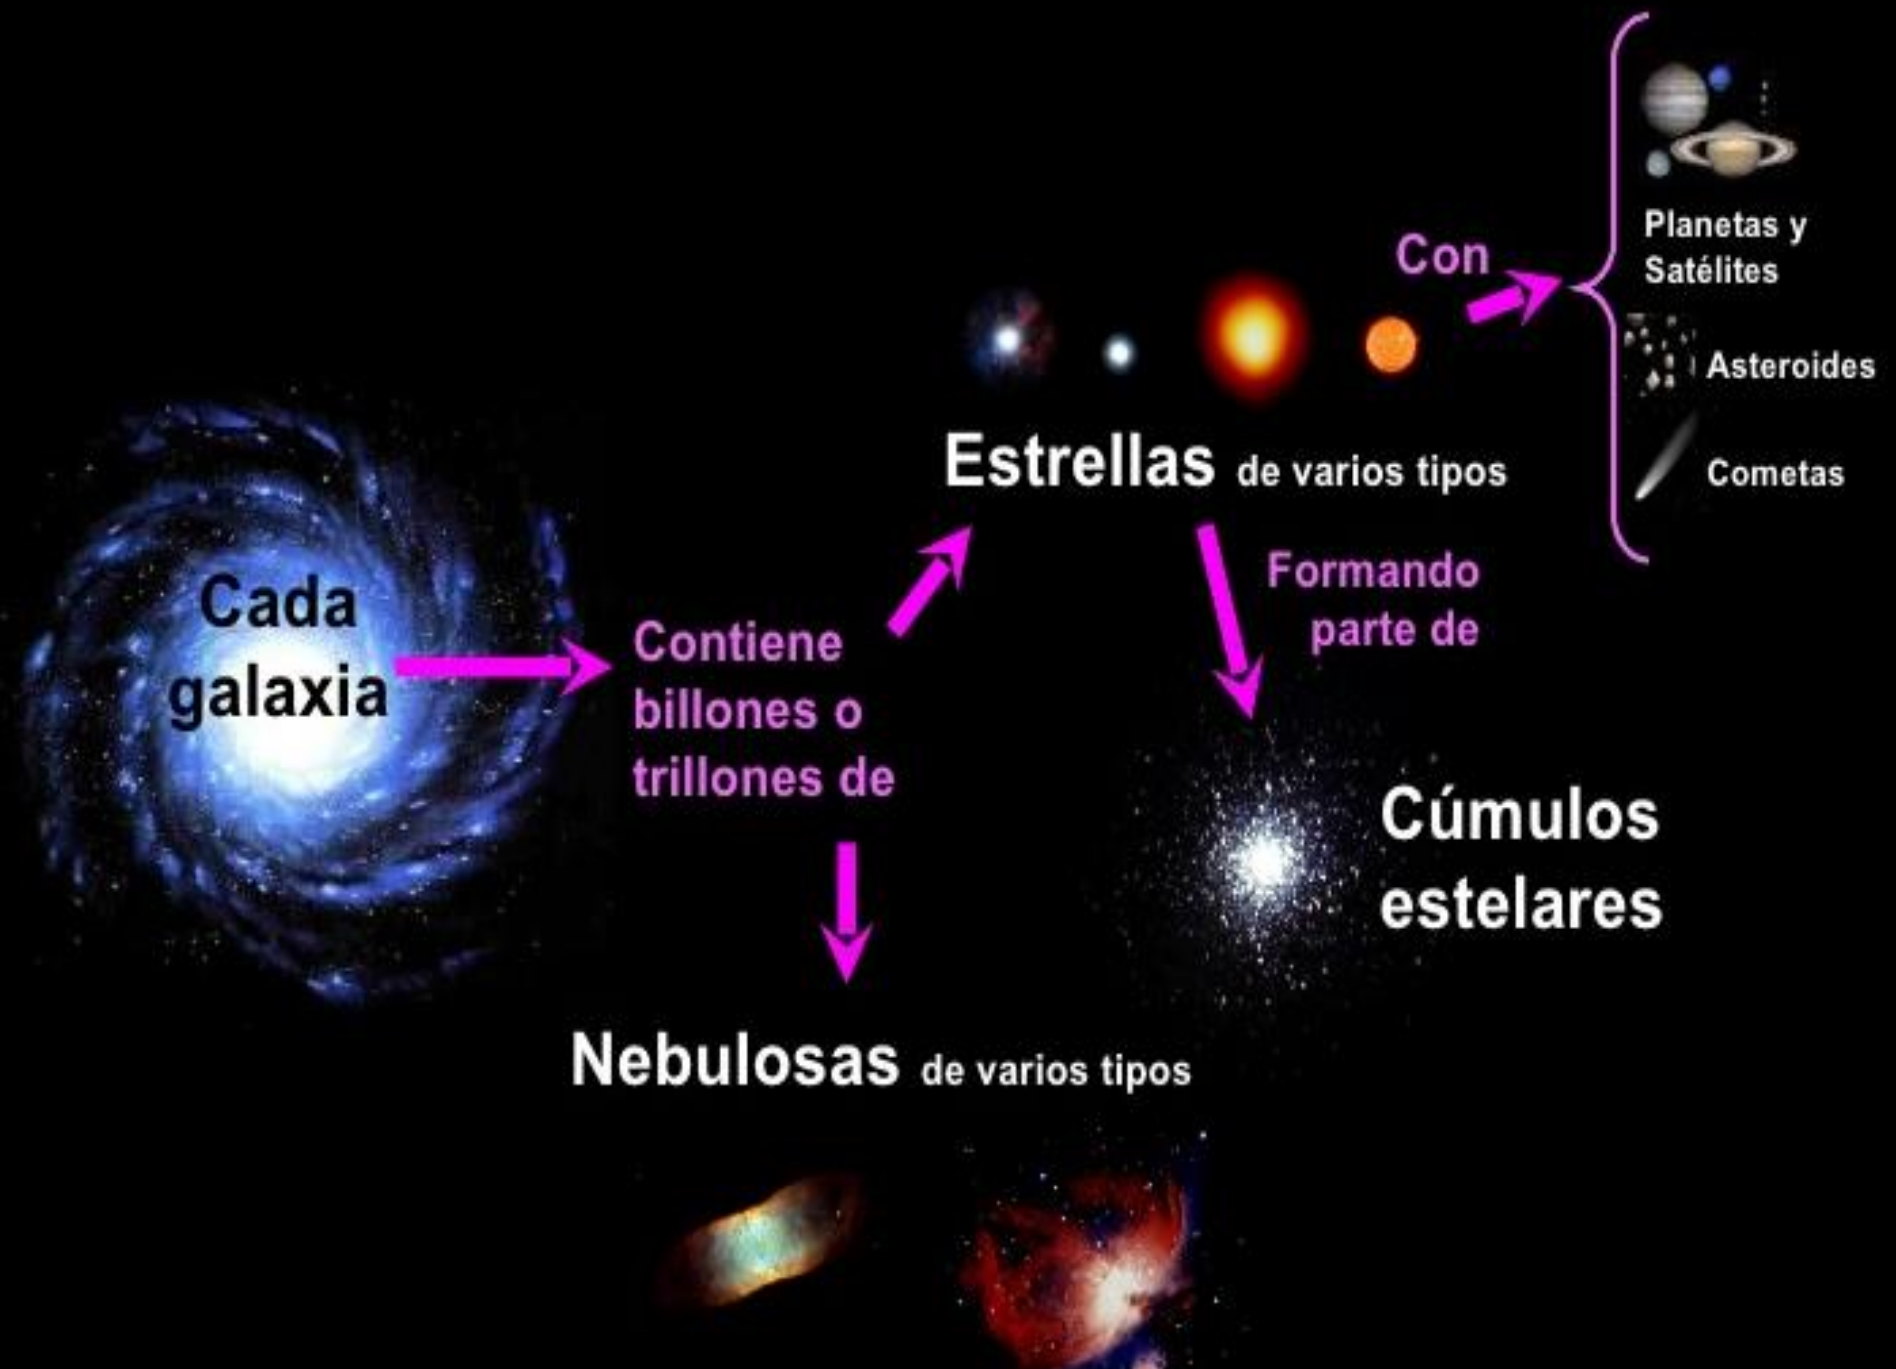 Cada
galaxia
Contiene
billones o
trillones de
Estrellas de varios tipos
Con
Planetas y
Satélites
Asteroides
Cometas
Formando
parte de
Cúmulos
estelares
Nebulosas de varios tipos